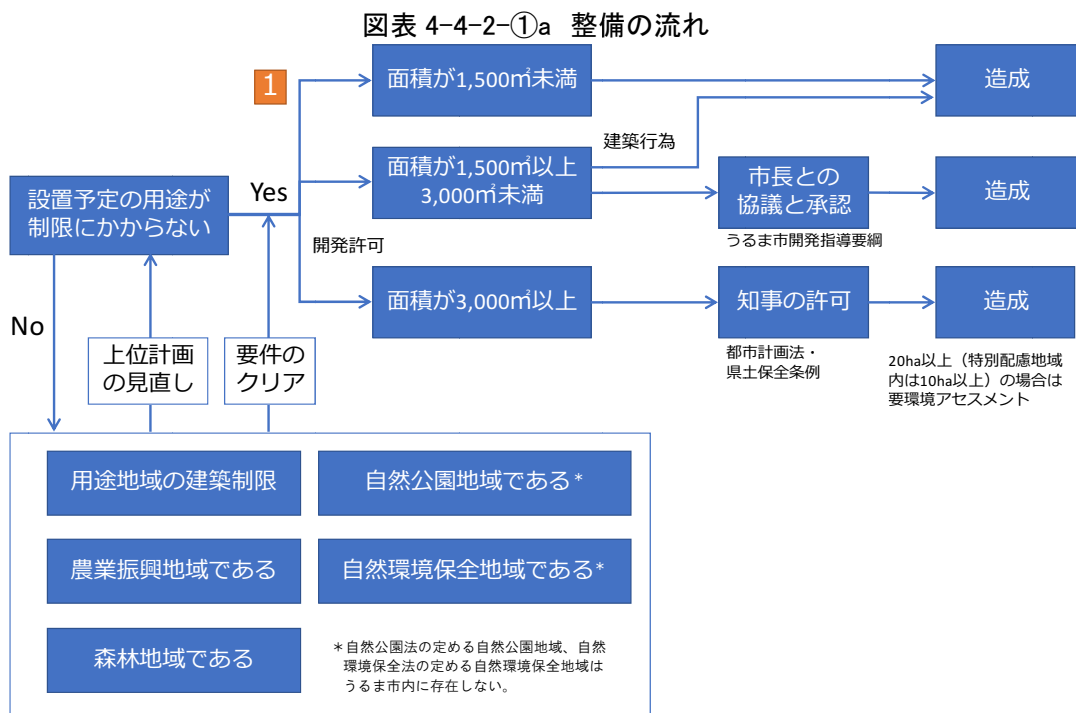 図表 4-4-2-①a 整備の流れ
1
面積が1,500㎡未満
造成
建築行為
面積が1,500㎡以上
3,000㎡未満
市長との
協議と承認
造成
うるま市開発指導要綱
設置予定の用途が
制限にかからない
Yes
開発許可
面積が3,000㎡以上
知事の許可
造成
都市計画法・
県土保全条例
20ha以上（特別配慮地域
内は10ha以上）の場合は
要環境アセスメント
No
上位計画
の見直し
要件の
クリア
用途地域の建築制限
自然公園地域である*
農業振興地域である
自然環境保全地域である*
森林地域である
＊自然公園法の定める自然公園地域、自然
環境保全法の定める自然環境保全地域は
うるま市内に存在しない。